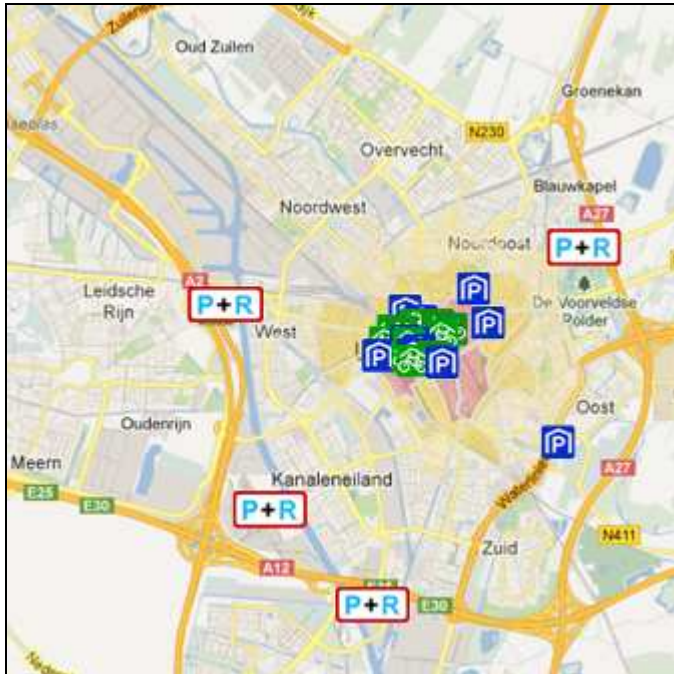 Oud Zuilen
Groenekan
N230
Overvecht
Blauwkapel
Noordwest
A27
Noordoost
P+R
A2
Leidsche
Rijn
P+R
De Voorveldse
Polder
West
P
P
P
P
P
Oost
Oudenrijn
P
Meern
A27
Kanaleneiland
E25
E30
P+R
N411
Zuid
A12
P+R
E30